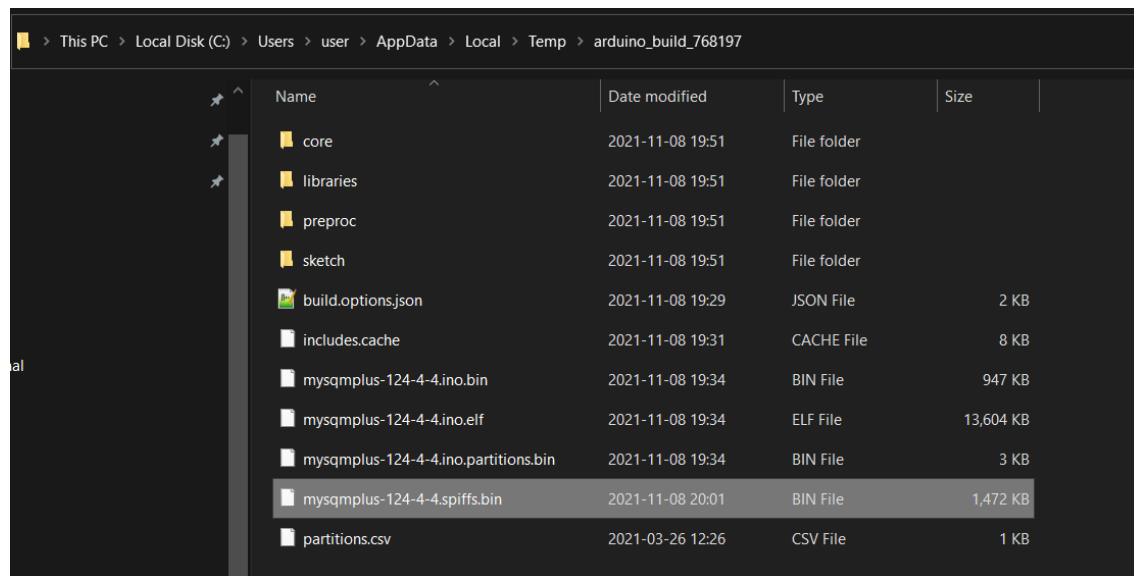 This PC > Local Disk (C:) > Users > user > AppData > Local > Temp > arduino_build_768197
Name Date modified Type Size
core 2021-11-08 19:51 File folder
libraries 2021-11-08 19:51 File folder
preproc 2021-11-08 19:51 File folder
sketch 2021-11-08 19:51 File folder
build.options.json 2021-11-08 19:29 JSON File 2 KB
includes.cache 2021-11-08 19:31 CACHE File 8 KB
nal
mysqmplus-124-4-4.ino.bin 2021-11-08 19:34 BIN File 947 KB
mysqmplus-124-4-4.ino.elf 2021-11-08 19:34 ELF File 13,604 KB
mysqmplus-124-4-4.ino.partitions.bin 2021-11-08 19:34 BIN File 3 KB
mysqmplus-124-4-4.spiffs.bin 2021-11-08 20:01 BIN File 1,472 KB
partitions.csv 2021-03-26 12:26 CSV File 1 KB